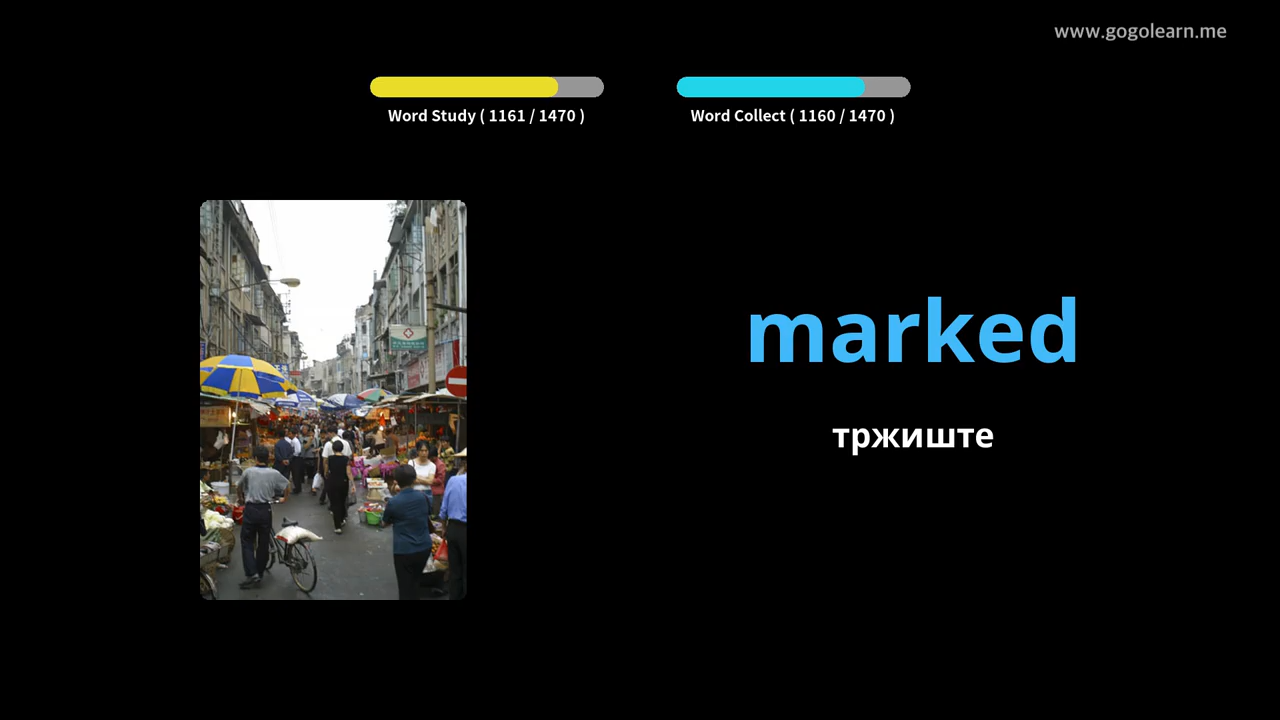 www.gogolearn.me
Word Study ( 1161 / 1470 )
Word Collect ( 1160 / 1470 )
marked
тржиште